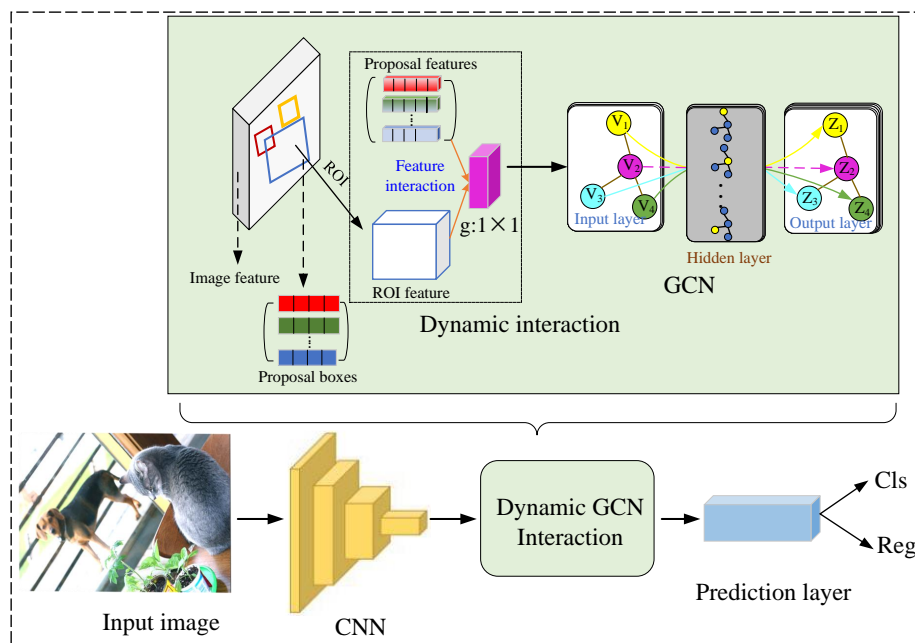 Proposal features
Feature
interaction
ROI
g:1×1
ROI feature
Image feature
Proposal boxes
Dynamic interaction
V1
V2
V3
V4
Input layer
Hidden layer
Z1
Z2
Z3
Z4
Output layer
GCN
Input image
CNN
Dynamic GCN
Interaction
Prediction layer
Cls
Reg